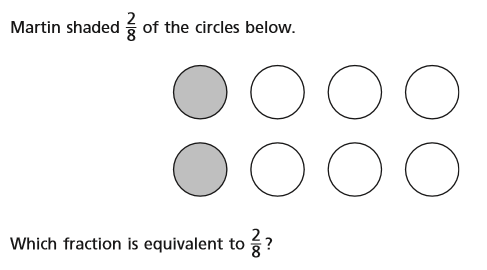 Martin shaded 2/8 of the circles below.
Which fraction is equivalent to 2/8?